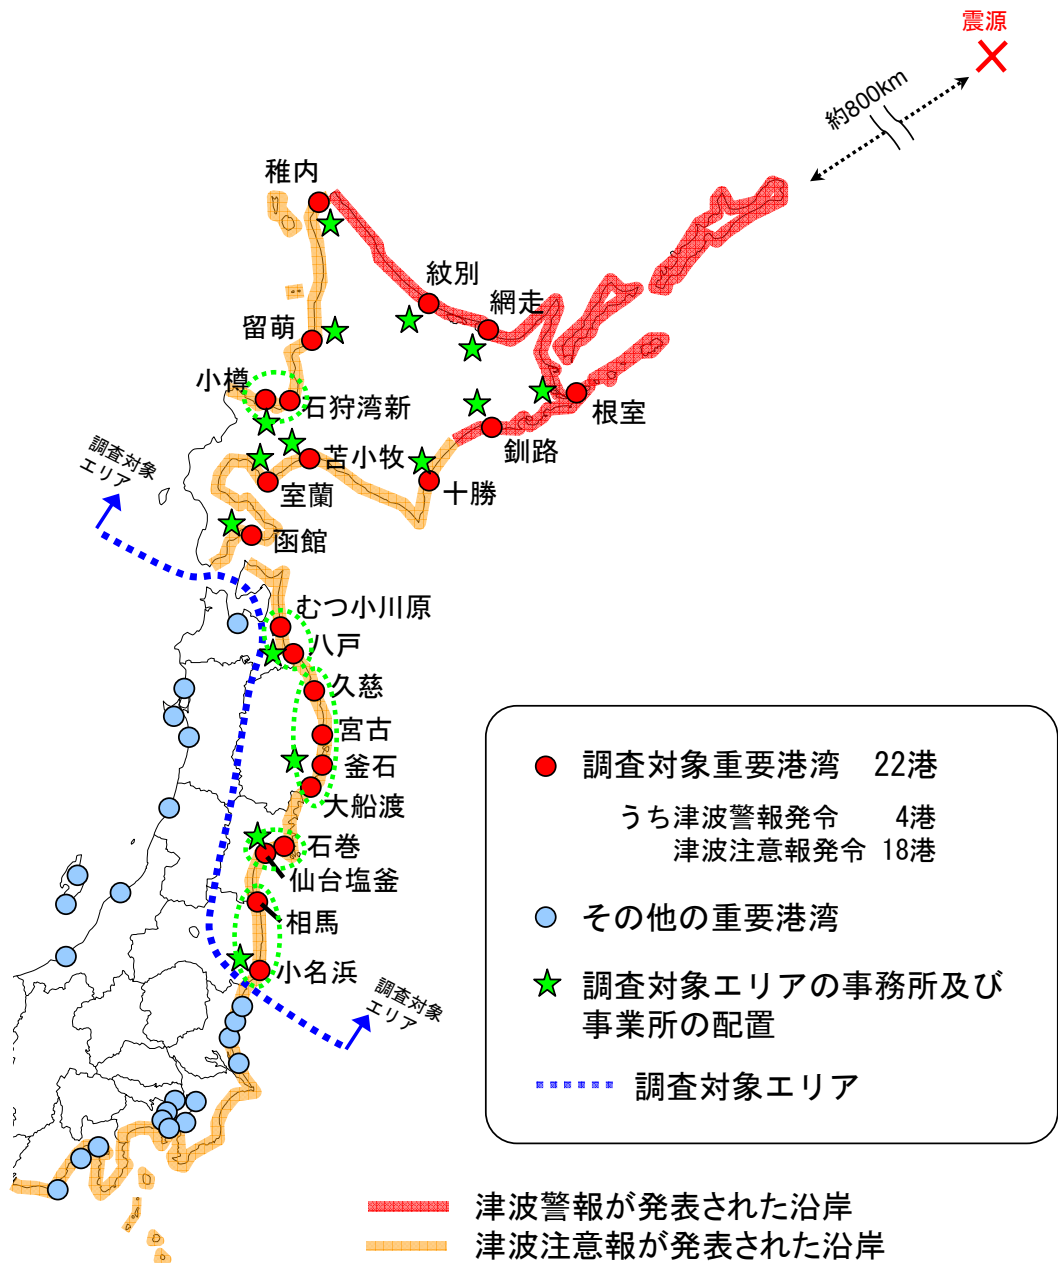 震源
約800km
稚内
紋別
網走
留萌
小樽
石狩湾新
根室
釧路
苫小牧
十勝
室蘭
函館
調査対象
エリア
むつ小川原
八戸
久慈
宮古
釜石
大船渡
石巻
仙台塩釜
相馬
小名浜
調査対象
エリア
調査対象重要港湾 22港
うち津波警報発令 4港
津波注意報発令 18港
その他の重要港湾
調査対象エリアの事務所及び
事業所の配置
調査対象エリア
津波警報が発表された沿岸
津波注意報が発表された沿岸